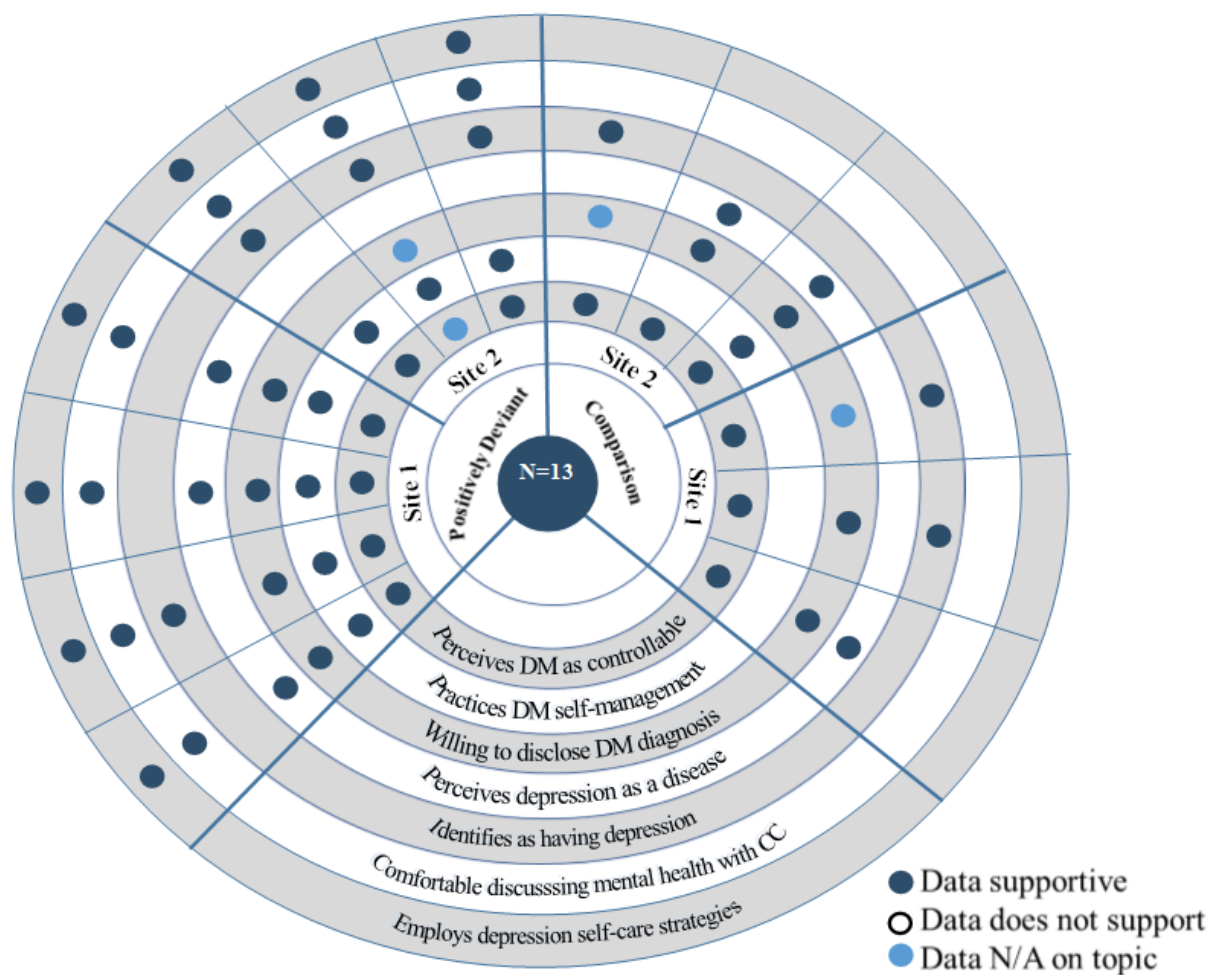 Site 2
Site 2
Positively Deviant
Comparison
N=13
Site 1
Site 1
Perceives DM as controllable
Practices DM self-management
Willing to disclose DM diagnosis
Perceives depression as a disease
Identifies as having depression
Comfortable discusssing mental health with CC
Employs depression self-care strategies
Data supportive
Data does not support
Data N/A on topic